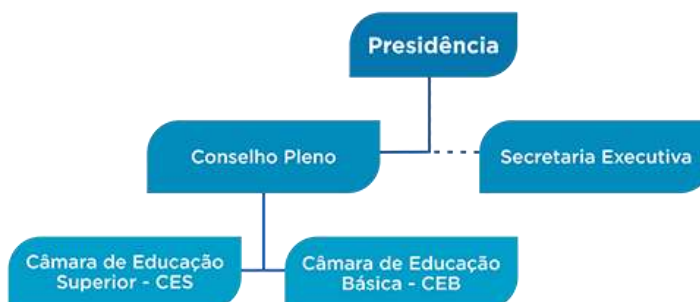 Presidência
Conselho Pleno
Secretaria Executiva
Câmara de Educação
Superior - CES
Câmara de Educação
Básica - CEB